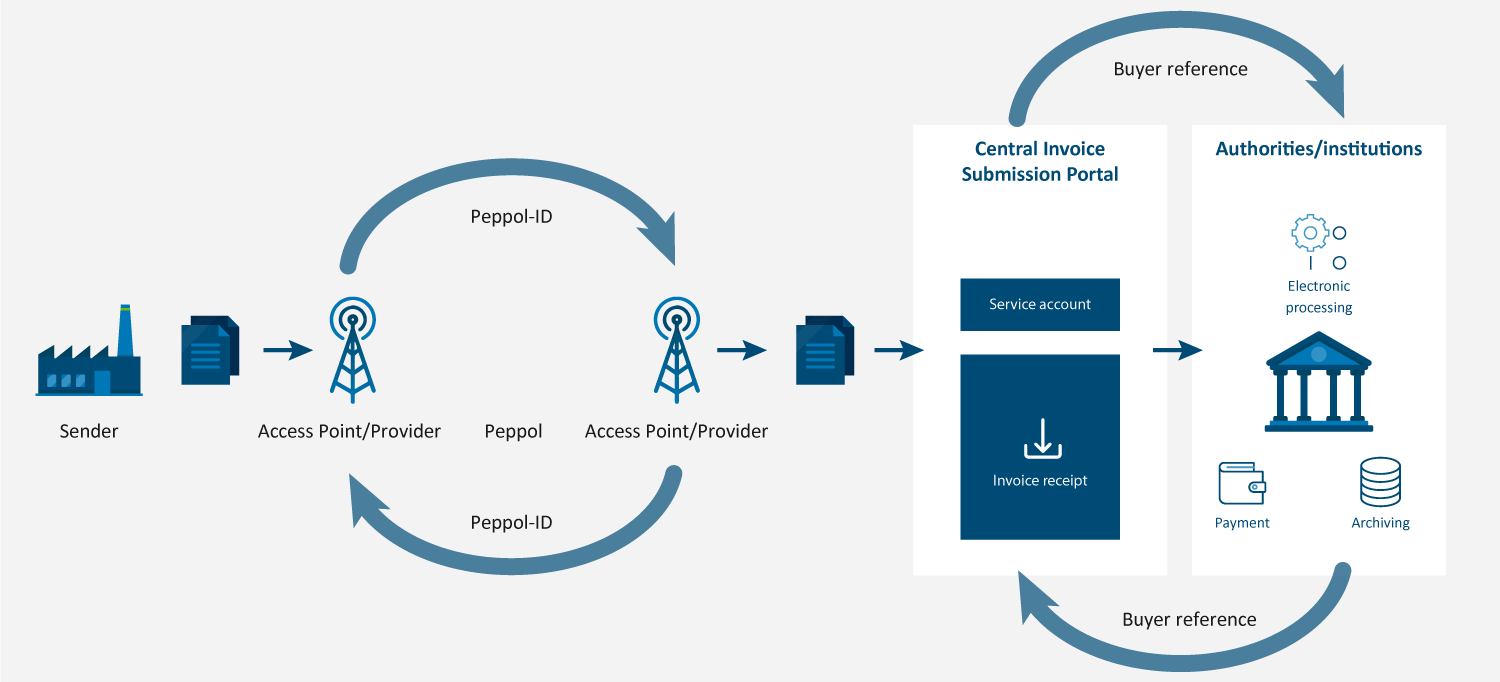 Buyer reference
Central Invoice
Submission Portal
Authorities/institutions
Peppol-ID
Electronic
processing
Service account
Sender
Access Point/Provider
Peppol
Access Point/Provider
Invoice receipt
Payment
Archiving
Peppol-ID
Buyer reference